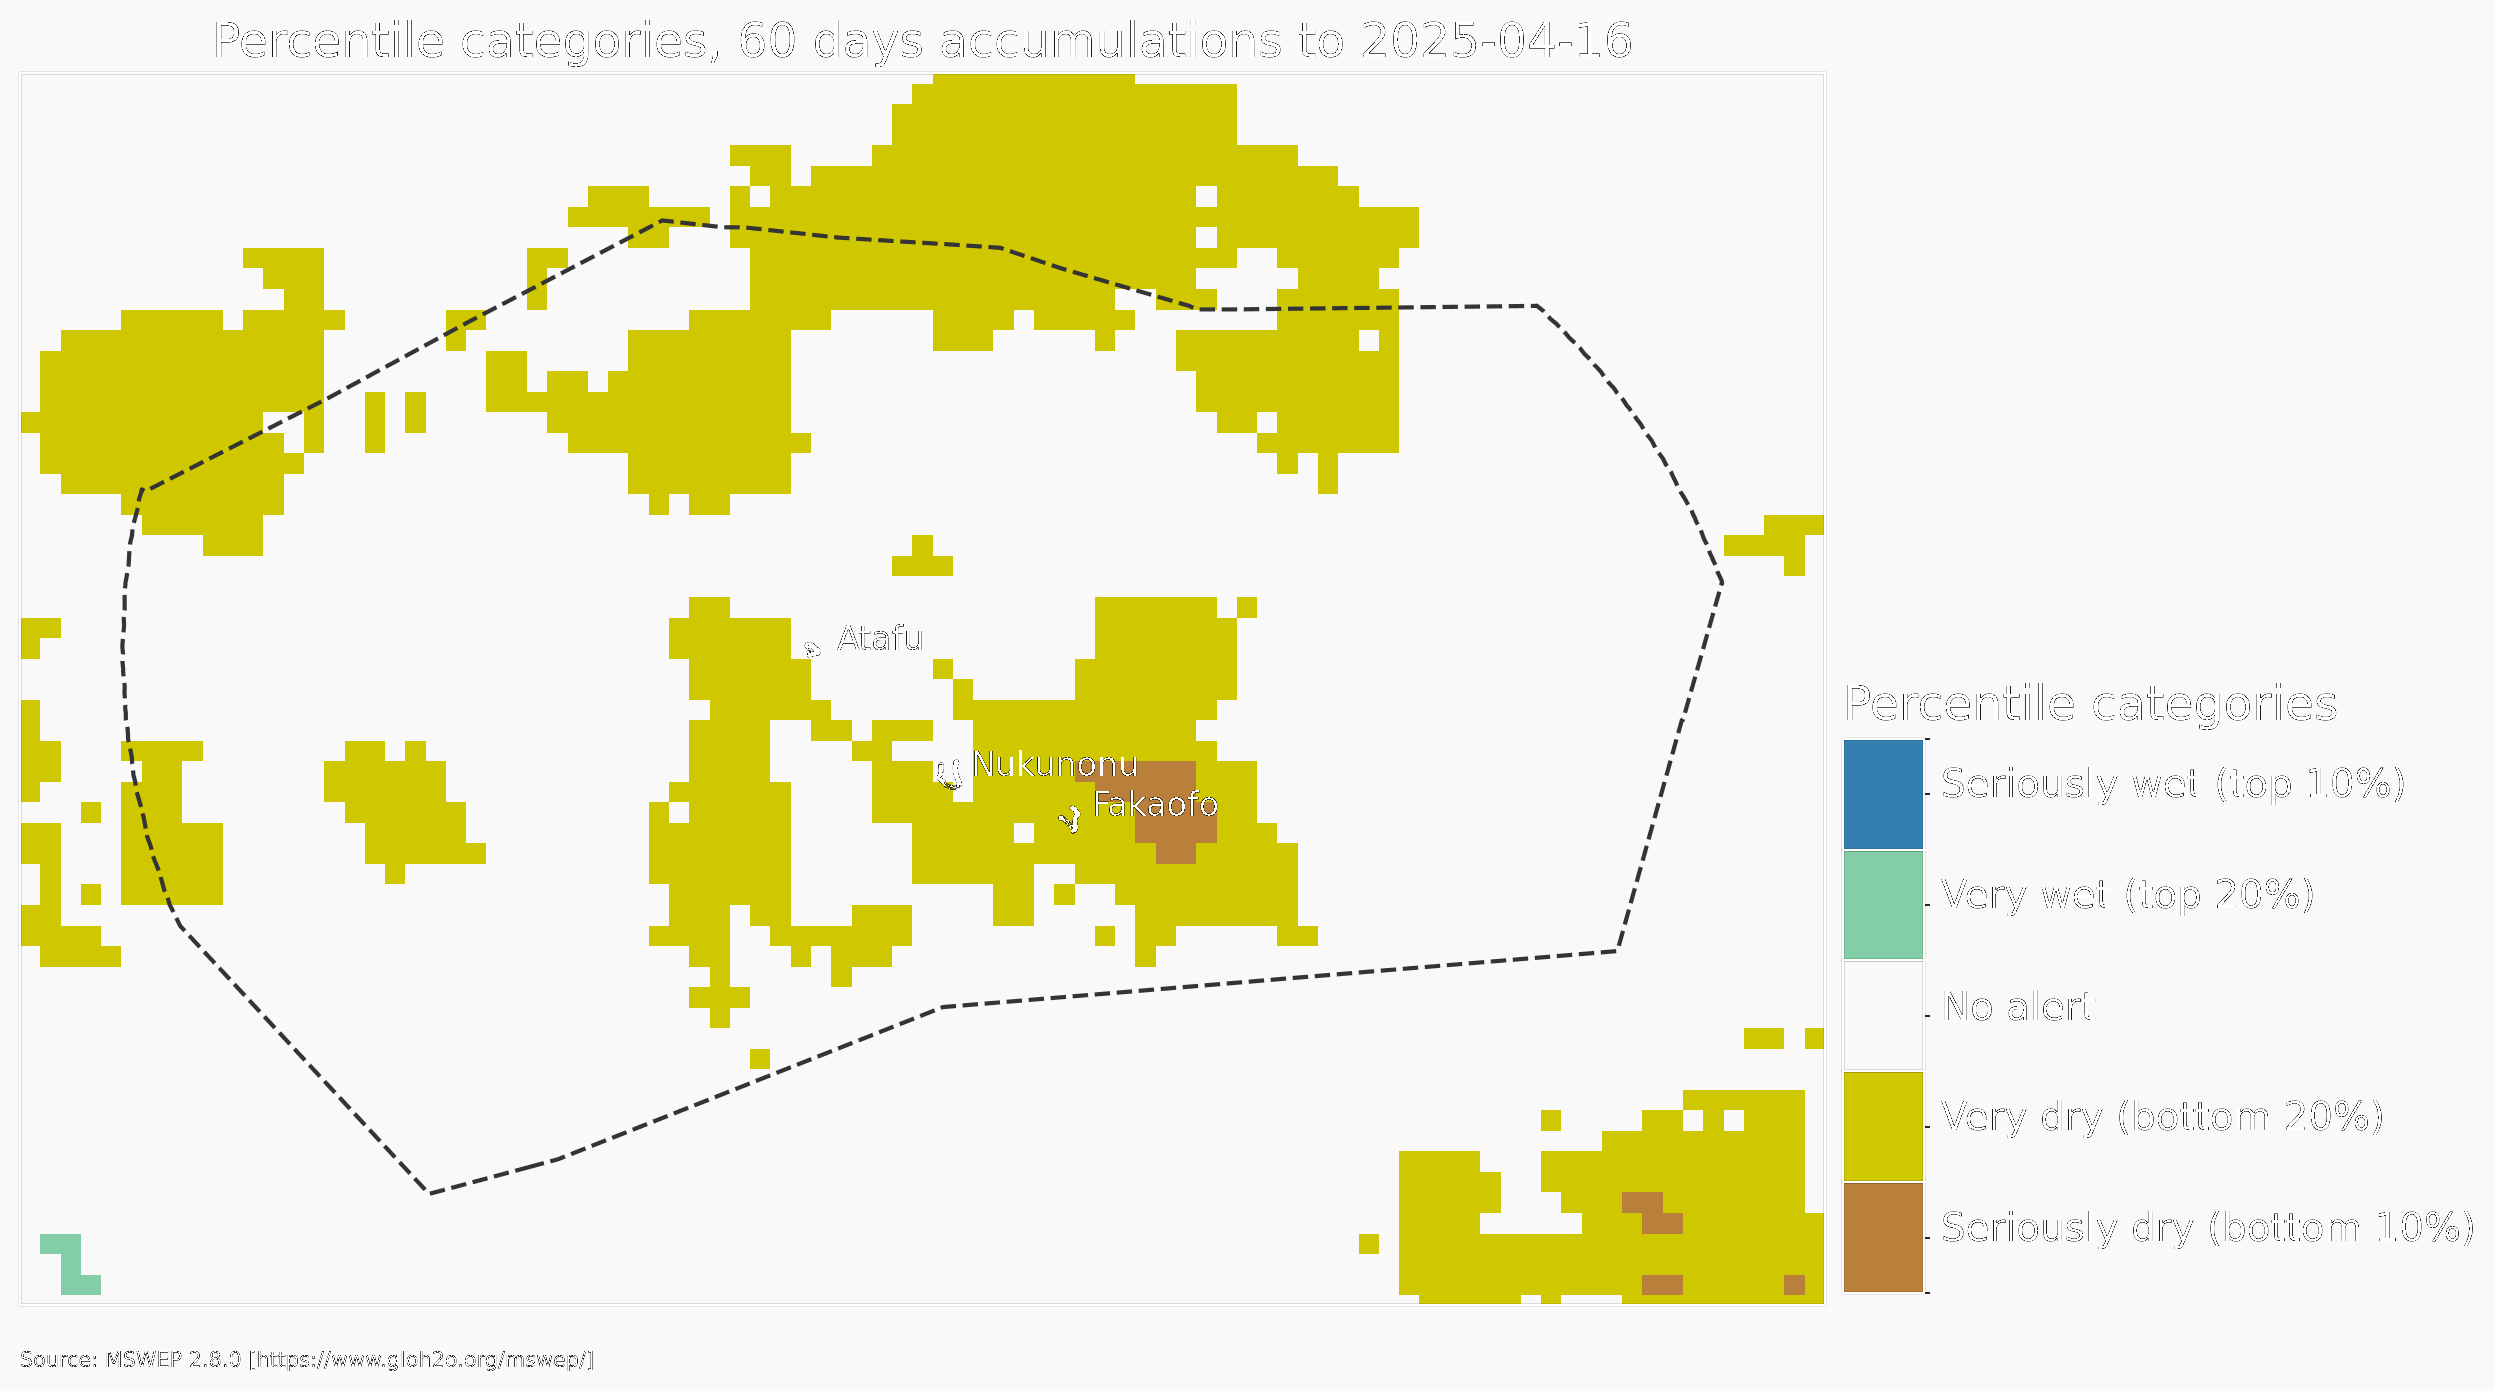 Percentile categories, 60 days accumulations to 2025-04-16
Atafu
Nukunonu
Fakaofo
Percentile categories
Seriously wet (top 10%)
Very wet (top 20%)
No alert
Very dry (bottom 20%)
Seriously dry (bottom 10%)
Source: MSWEP 2.8.0 [https://www.gloh2o.org/mswep/]